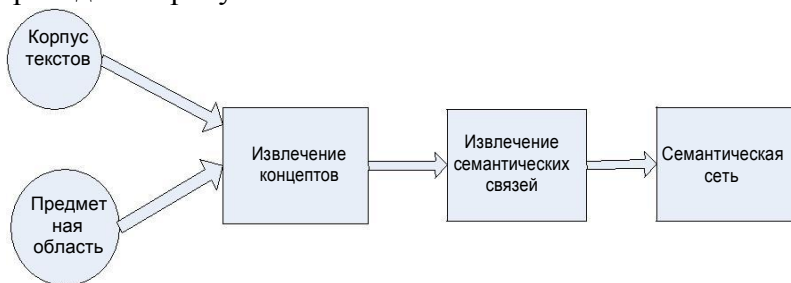 Корпус
текстов
Предмет
ная
область
Извлечение
концептов
Извлечение
семантических
связей
Семантическая
сеть